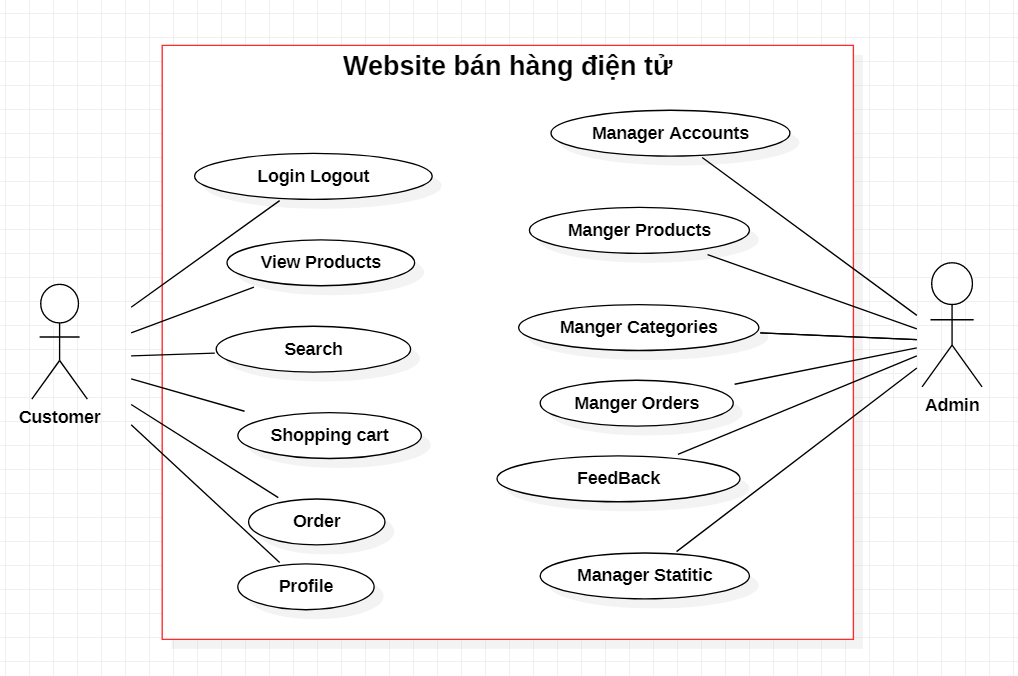 Website bán hàng điện tử
Manager Accounts
Login Logout
Manger Products
View Products
Manger Categories
Search
Manger Orders
Shopping cart
FeedBack
Order
Manager Statitic
Profile
Customer
Admin